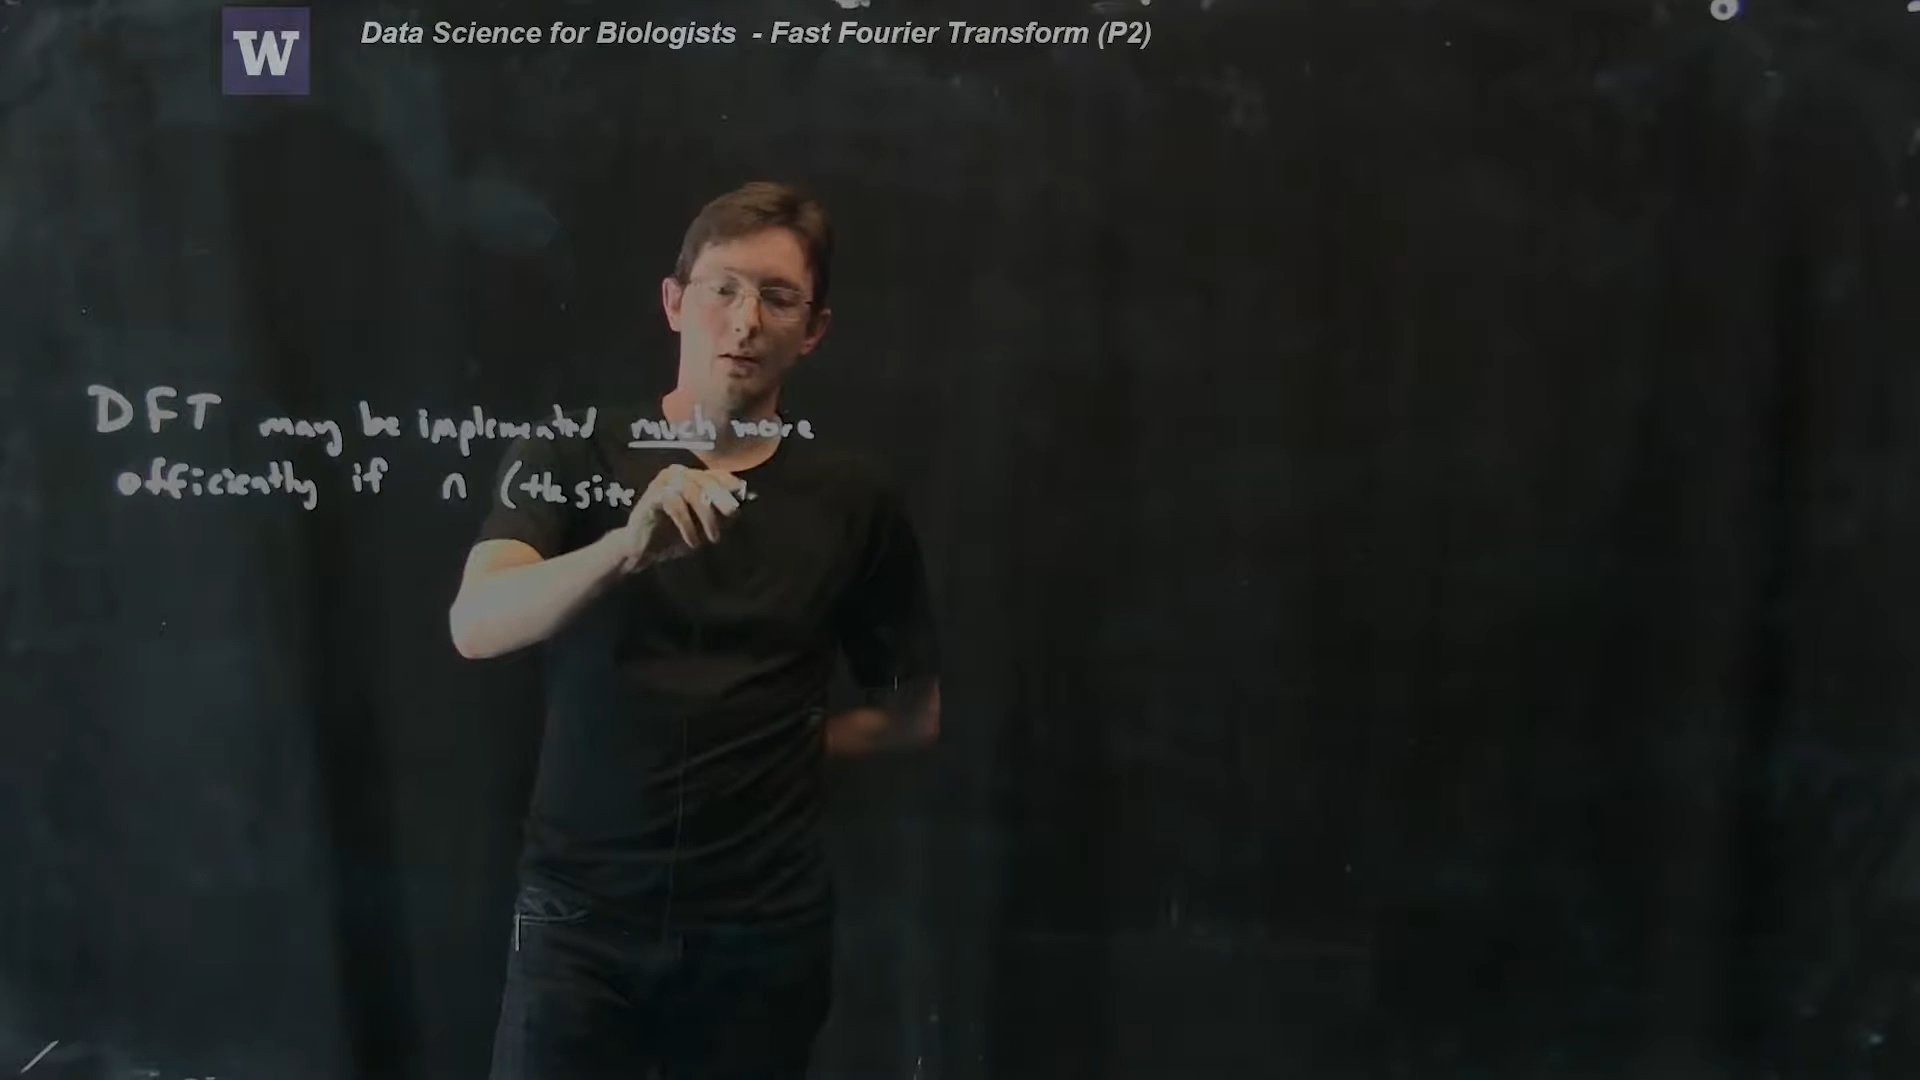 W
Data Science for Biologists - Fast Fourier Transform (P2)
DFT may be implemented much more
efficiently if n (the size